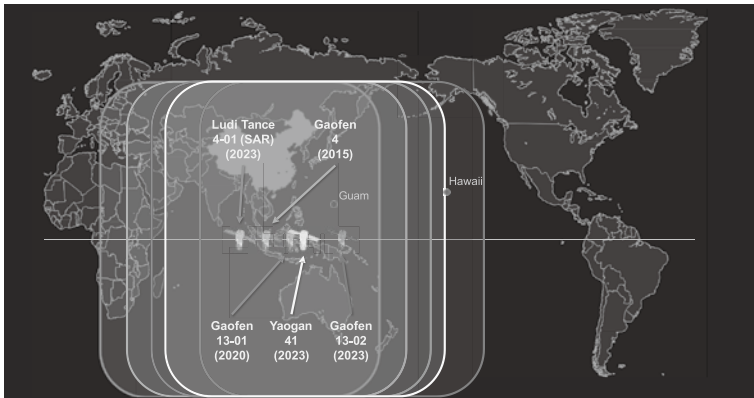 Ludi Tance
4-01 (SAR)
(2023)
Gaofen
4
(2015)
Guam
Hawaii
Gaofen
13-01
(2020)
Yaogan
41
(2023)
Gaofen
13-02
(2023)